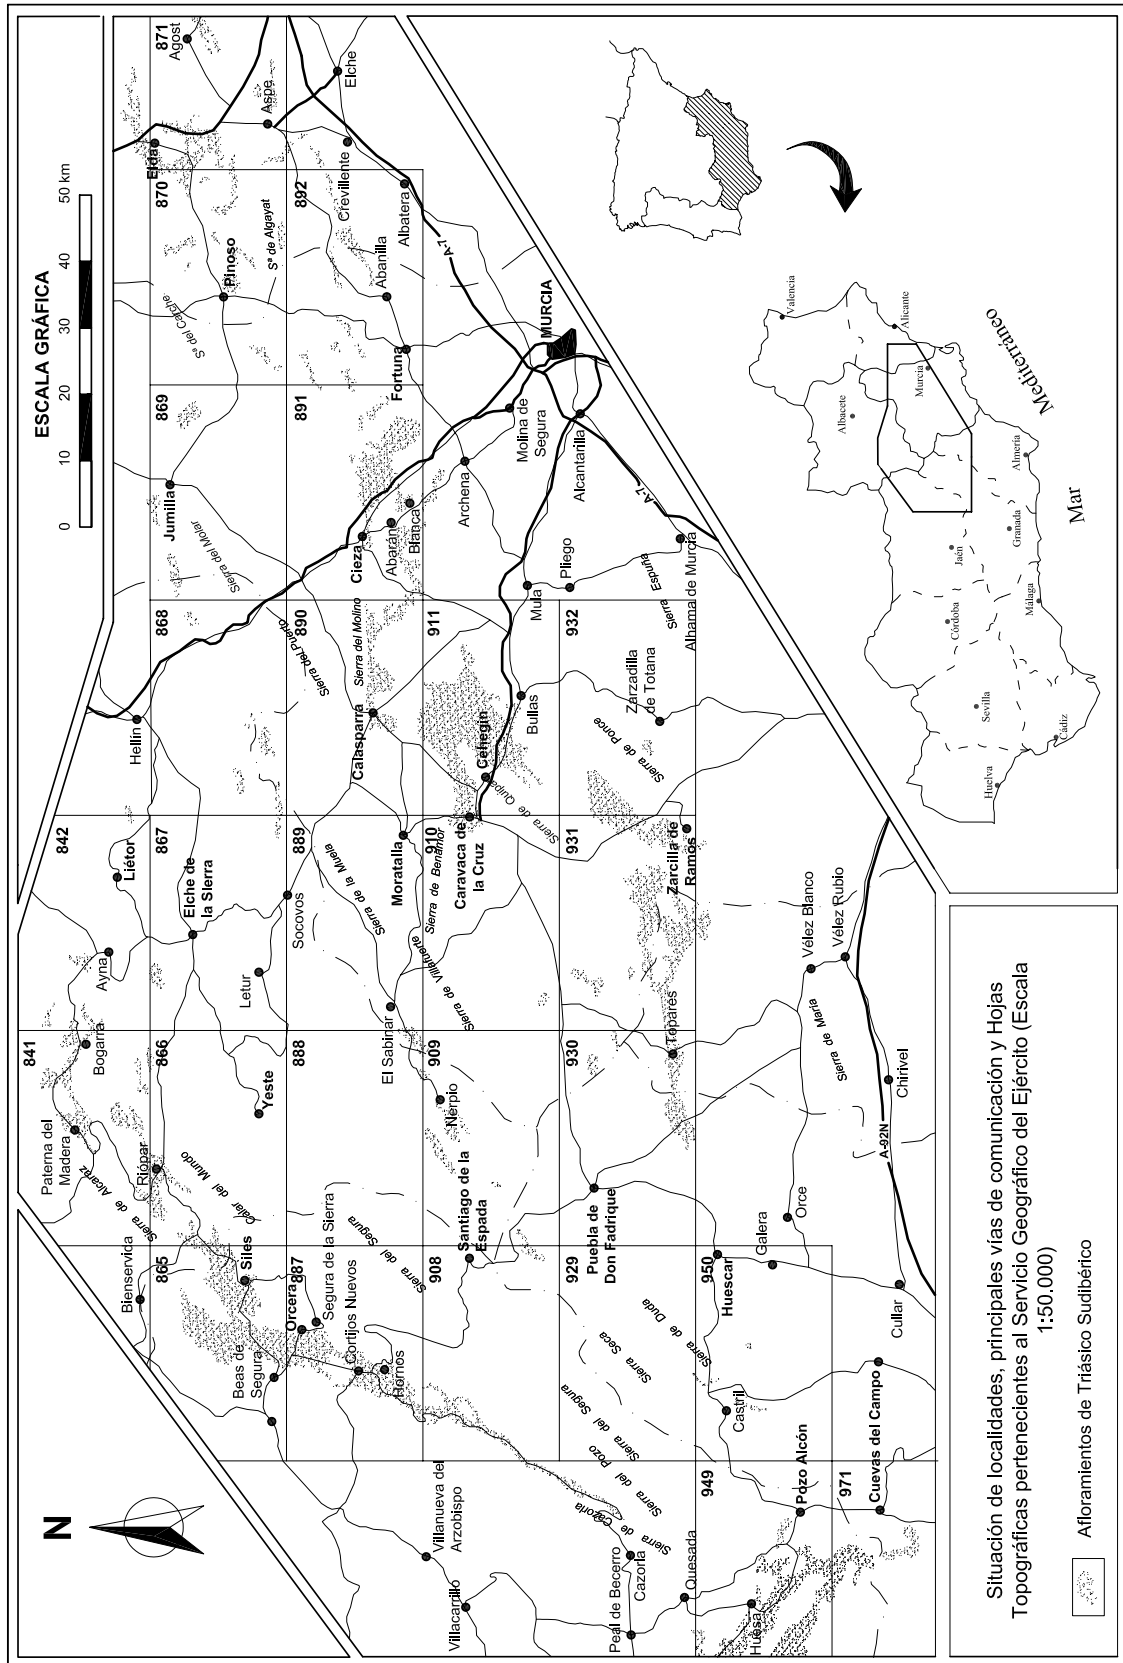 ESCALA GRÁFICA
0 10 20 30 40 50 km
N
841
842
865
866
867
868
869
870
871
887
888
889
890
891
892
908
909
910
911
929
930
931
932
949
950
971
Bienservica
Paterna del
Madera
Bogarra
Ayna
Liétor
Hellín
Riópar
Siles
Yeste
Letur
Elche de
la SIerra
Socovos
Jumilla
Pinoso
Elda
Agost
Aspe
Elche
Crevillente
Albatera
Abanilla
Fortuna
Beas de
Segura
Orcera
Segura de la Sierra
Cortijos Nuevos
Hornos
El Sabinar
Nerpio
Moratalla
Calasparra
Cieza
Abarán
Blanca
Archena
Molina de
Segura
MURCIA
Alcantarilla
Villanueva del
Arzobispo
Villacarrillo
Santiago de la
Espada
Caravaca de
la Cruz
Cehegín
Bullas
Mula
Pliego
Alhama de Murcia
Zarzadilla
de Totana
Zarcilla de
Ramos
Topares
Puebla de
Don Fadrique
Peal de Becerro
Cazorla
Quesada
Huesa
Pozo Alcón
Cuevas del Campo
Castril
Huescar
Galera
Orce
Cullar
Chirivel
Vélez Blanco
Vélez Rubio
Sierra de Alcaraz
Calar del Mundo
Sierra del Segura
Sierra de la Muela
Sierra de Benamor
Sierra de Villafuerte
Sierra del Puerto
Sierra del Molino
Sierra del Molar
Sª del Carche
Sª de Algayat
Sierra de Quipar
Sierra de Ponce
Sierra Espuña
Sierra de María
Sierra de Duda
Sierra Seca
Sierra del Segura
Sierra del Pozo
Sierra de Cazorla
A-7
A-7
A-92N
Valencia
Alicante
Murcia
Albacete
Almería
Granada
Jaén
Málaga
Córdoba
Sevilla
Cádiz
Huelva
Mar
Mediterráneo
Situación de localidades, principales vías de comunicación y Hojas
Topográficas pertenecientes al Servicio Geográfico del Ejército (Escala
1:50.000)
Afloramientos de Triásico Sudibérico